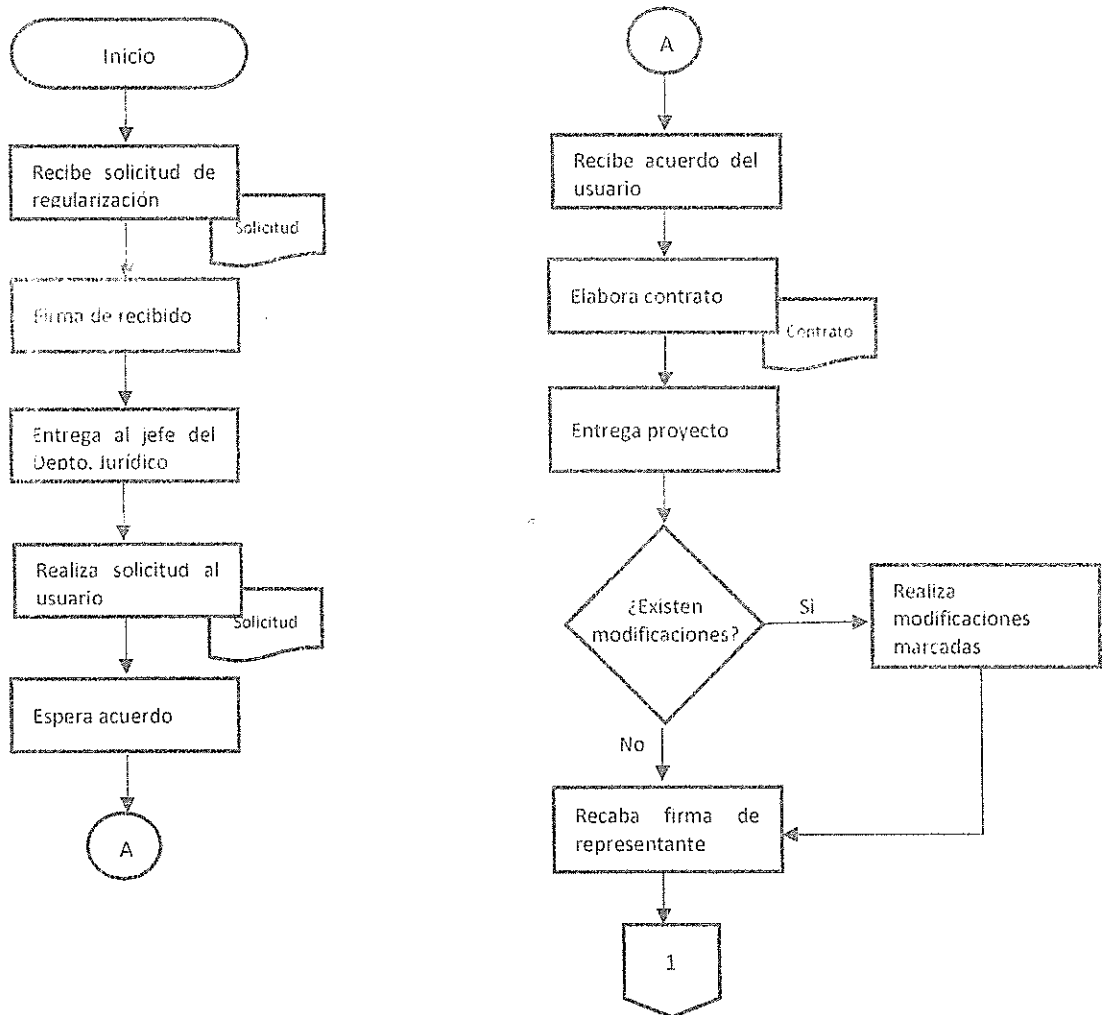 Inicio
Recibe solicitud de
regularización
Solicitud
Firma de recibido
Entrega al jefe del
Depto. Jurídico
Realiza solicitud al
usuario
Solicitud
Espera acuerdo
A
A
Recibe acuerdo del
usuario
Elabora contrato
Contrato
Entrega proyecto
¿Existen
modificaciones?
Si
Realiza
modificaciones
marcadas
No
Recaba firma de
representante
1